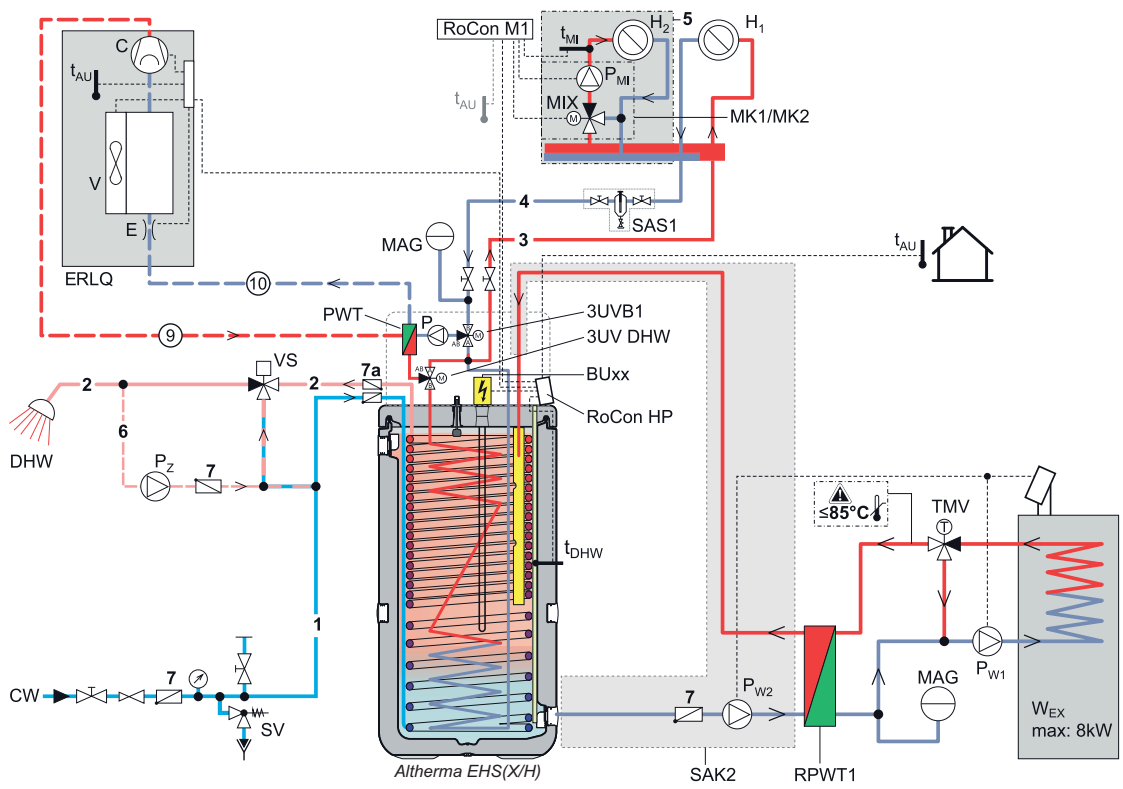 RoCon M1
tMI
H2
5
H1
C
tAU
PMI
tAU
MIX
M
MK1/MK2
V
4
SAS1
E
3
MAG
tAU
ERLQ
10
PWT
P
3UVB1
A
B
AB
M
9
3UV DHW
AB
A
B
M
VS
7a
BUxx
2
2
RoCon HP
6
DHW
PZ
7
≤85°C
TMV
T
tDHW
1
PW1
CW
7
MAG
7
PW2
SV
WEX
max: 8kW
Altherma EHS(X/H)
SAK2
RPWT1